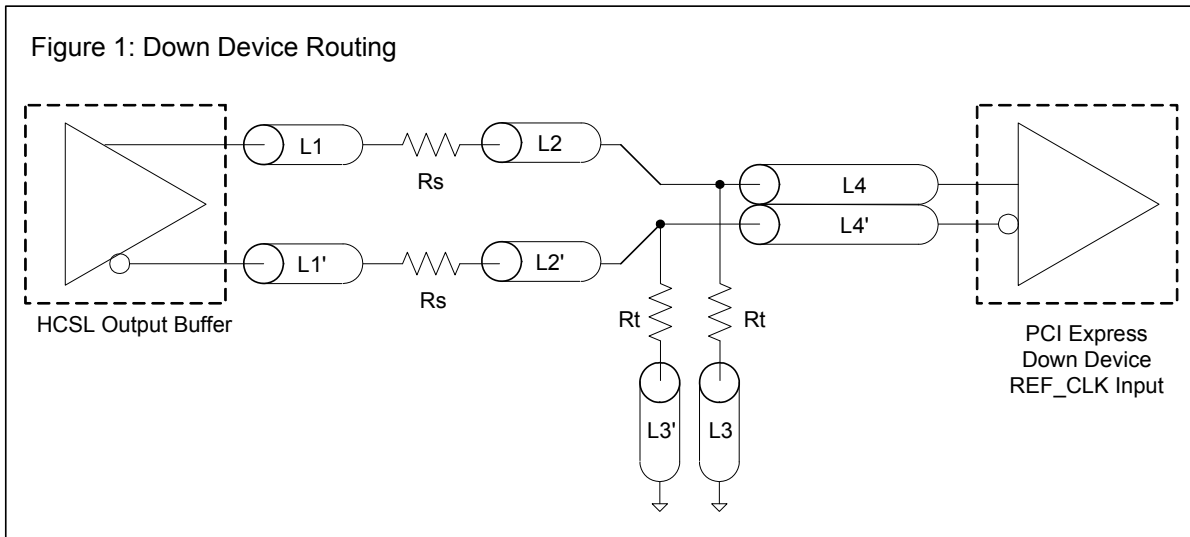 Figure 1: Down Device Routing
L1
Rs
L2
L4
L1'
Rs
L2'
L4'
HCSL Output Buffer
Rt
Rt
L3'
L3
PCI Express
Down Device
REF_CLK Input